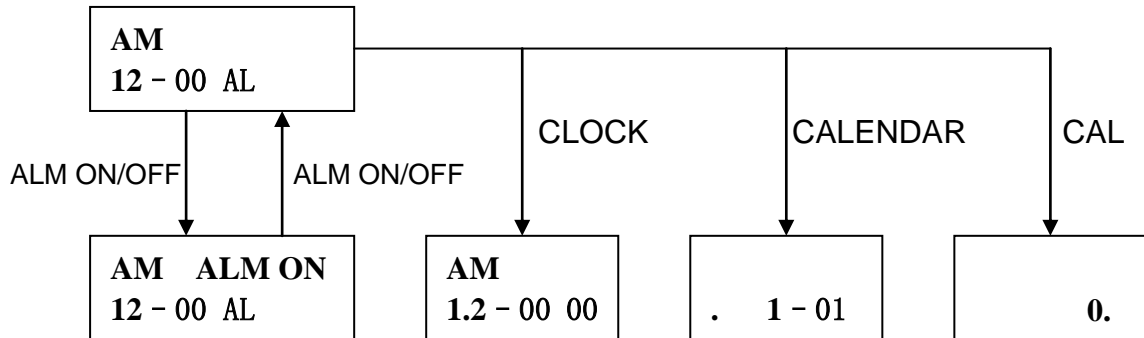 AM
12－00 AL
CLOCK
CALENDAR
CAL
ALM ON/OFF
ALM ON/OFF
AM ALM ON
12－00 AL
AM
1.2－00 00
. 1－01
0.